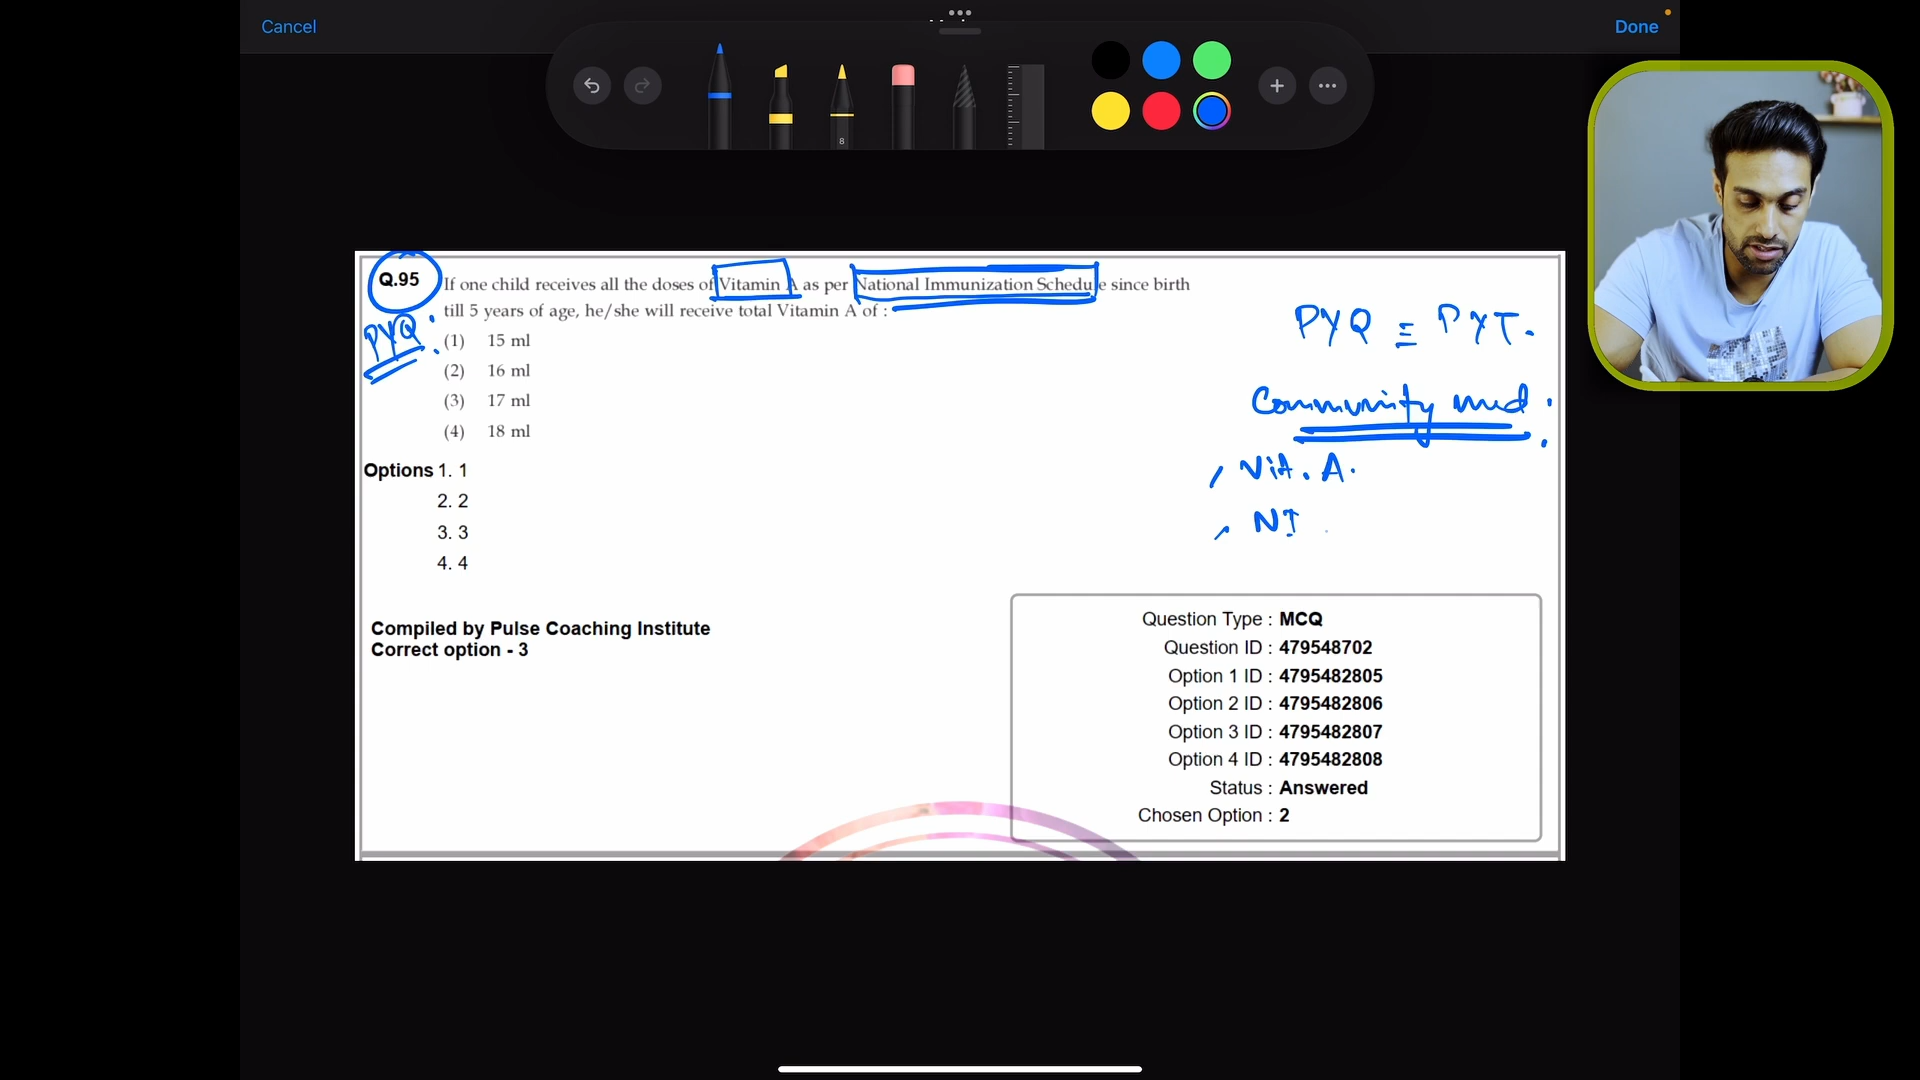 Cancel
Done
8
Q.95 If one child receives all the doses of Vitamin A as per National Immunization Schedule since birth
till 5 years of age, he/she will receive total Vitamin A of :
PYQ
(1) 15 ml
(2) 16 ml
(3) 17 ml
(4) 18 ml
Options 1. 1
2. 2
3. 3
4. 4
PYQ = PYT.
Community med.
, Vit. A.
, NI
Compiled by Pulse Coaching Institute
Correct option - 3
Question Type : MCQ
Question ID : 479548702
Option 1 ID : 4795482805
Option 2 ID : 4795482806
Option 3 ID : 4795482807
Option 4 ID : 4795482808
Status : Answered
Chosen Option : 2